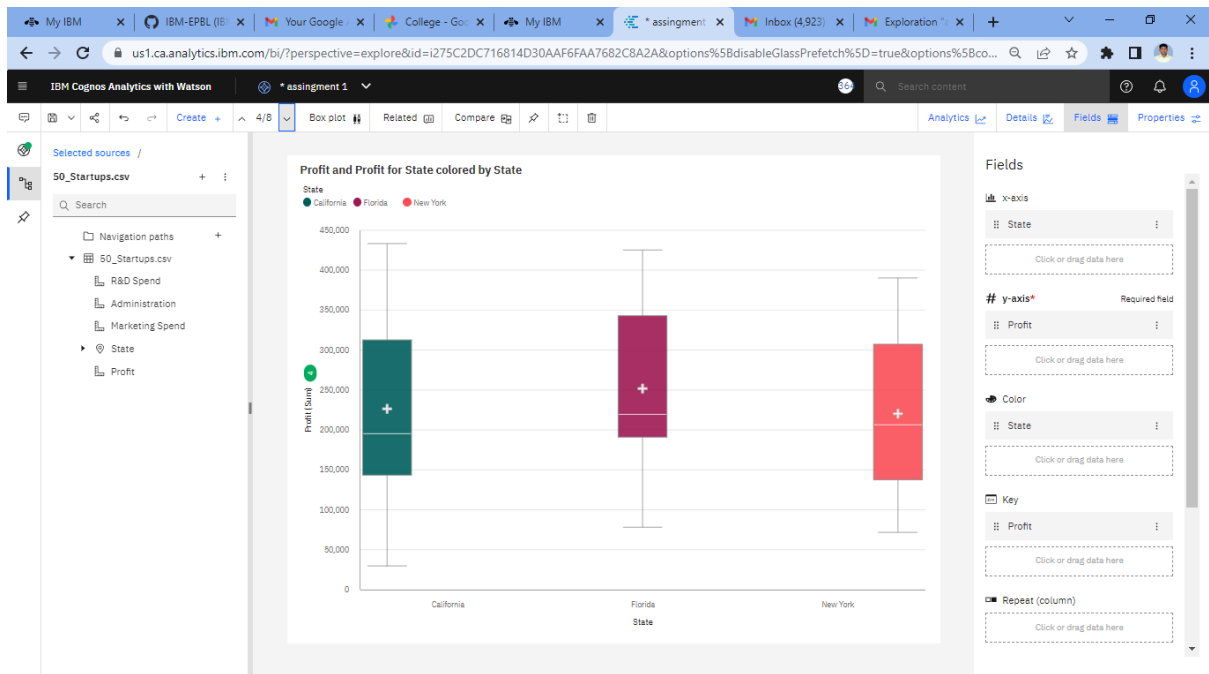 My IBM
IBM-EPBL (IB
Your Google
College - Goo
My IBM
* assingment
Inbox (4,923)
Exploration "
us1.ca.analytics.ibm.com/bi/?perspective=explore&id=i275C2DC716814D30AAF6FAA7682C8A2A&options%5BdisableGlassPrefetch%5D=true&options%5Bco...
IBM Cognos Analytics with Watson
* assingment 1
364
Search content
Create +
4/8
Box plot
Related
Compare
Analytics
Details
Fields
Properties
Selected sources /
50_Startups.csv
Search
Navigation paths
50_Startups.csv
R&D Spend
Administration
Marketing Spend
State
Profit
Profit and Profit for State colored by State
State
California Florida New York
450,000
400,000
350,000
300,000
250,000
200,000
150,000
100,000
50,000
0
Profit (Sum)
California
Florida
New York
State
Fields
x-axis
State
Click or drag data here
# y-axis* Required field
Profit
Click or drag data here
Color
State
Click or drag data here
Key
Profit
Click or drag data here
Repeat (column)
Click or drag data here